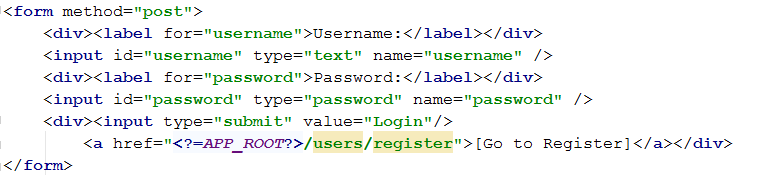 <form method="post">
    <div><label for="username">Username:</label></div>
    <input id="username" type="text" name="username" />
    <div><label for="password">Password:</label></div>
    <input id="password" type="password" name="password" />
    <div><input type="submit" value="Login"/>
        <a href="<?=APP_ROOT?>/users/register">[Go to Register]</a></div>
</form>